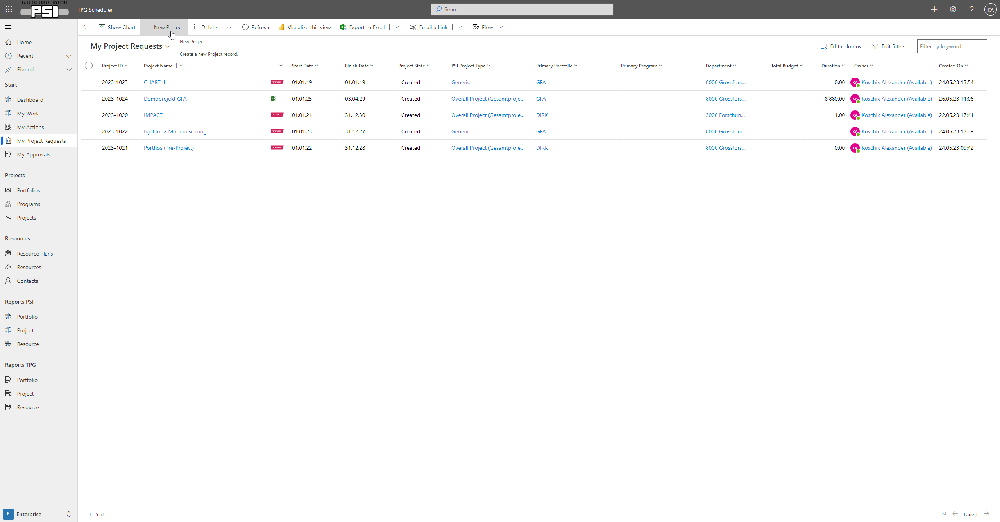 PAUL SCHERRER INSTITUT
PSI
TPG Scheduler
Search
KA
Show Chart
New Project
Delete
Refresh
Visualize this view
Export to Excel
Email a Link
Flow
Home
Recent
Pinned
Start
Dashboard
My Work
My Actions
My Project Requests
My Approvals
Projects
Portfolios
Programs
Projects
Resources
Resource Plans
Resources
Contacts
Reports PSI
Portfolio
Project
Resource
Reports TPG
Portfolio
Project
Resource
E Enterprise
My Project Requests
New Project
Create a new Project record.
Edit columns
Edit filters
Filter by keyword
Project ID Project Name ↑ ... Start Date Finish Date Project State PSI Project Type Primary Portfolio Primary Program Department Total Budget Duration Owner Created On
2023-1023 CHART II TPG 01.01.19 01.01.19 Created Generic GFA 8000 Grossfors... 0.00 KA Koschik Alexander (Available) 24.05.23 13:54
2023-1024 Demoprojekt GFA P 01.01.25 03.04.29 Created Overall Project (Gesamtproje... GFA 8000 Grossfors... 8'880.00 KA Koschik Alexander (Available) 26.05.23 11:06
2023-1020 IMPACT TPG 01.01.21 31.12.30 Created Overall Project (Gesamtproje... DIRK 3000 Forschun... 1.00 KA Koschik Alexander (Available) 22.05.23 17:41
2023-1022 Injektor 2 Modernisierung TPG 01.01.23 31.12.27 Created Generic GFA 8000 Grossfors... KA Koschik Alexander (Available) 24.05.23 13:39
2023-1021 Porthos (Pre-Project) TPG 01.01.22 31.12.28 Created Overall Project (Gesamtproje... DIRK 8000 Grossfors... 0.00 KA Koschik Alexander (Available) 24.05.23 09:42
1 - 5 of 5
Page 1